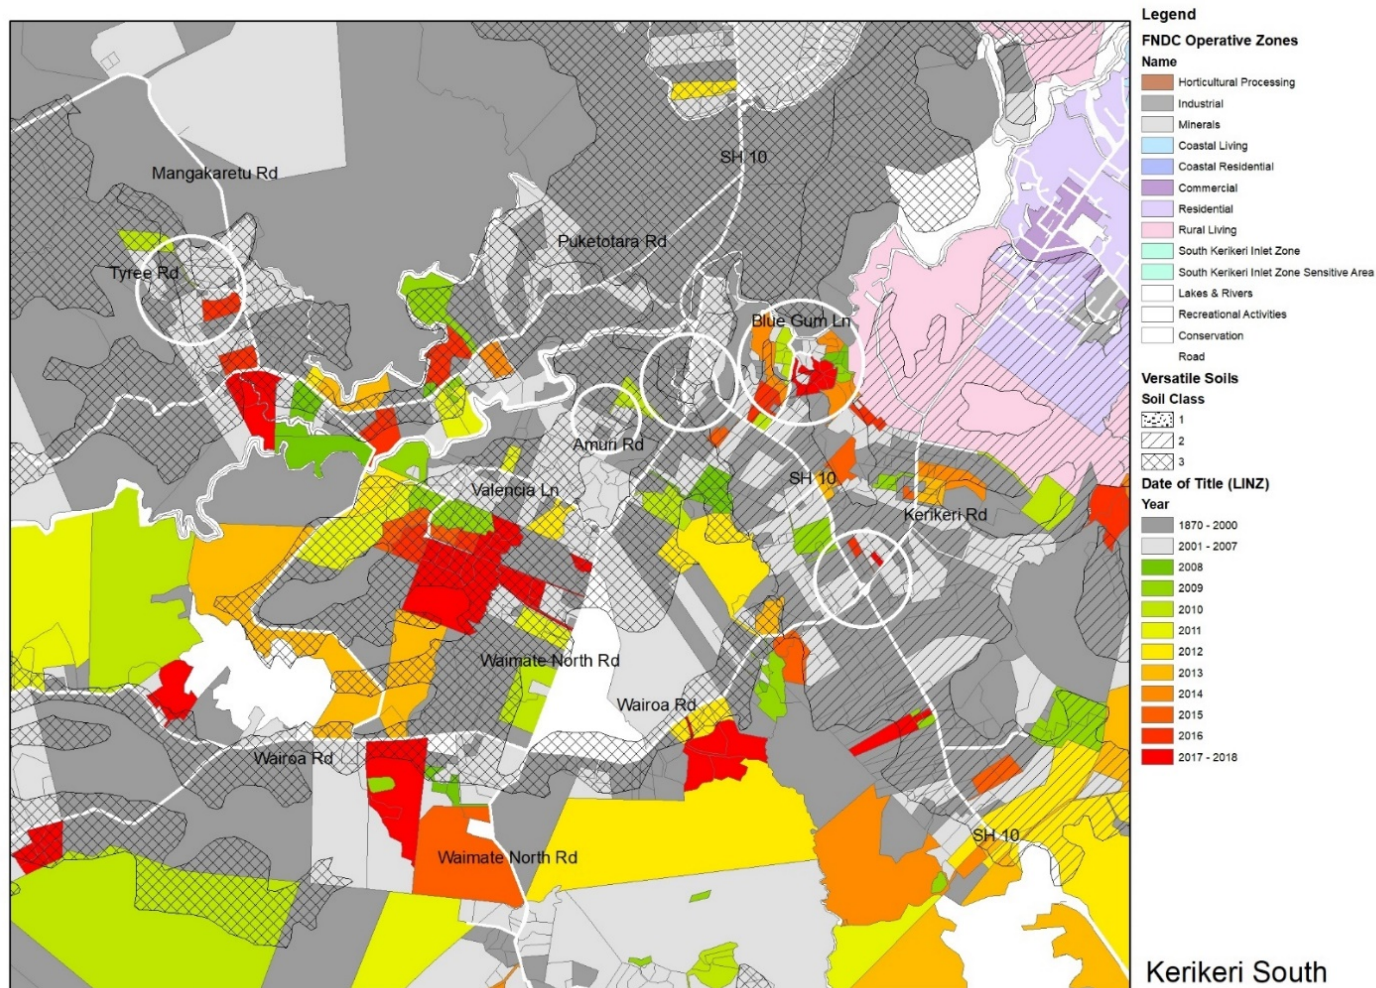 Mangakaretu Rd
SH 10
Puketotara Rd
Tyree Rd
Blue Gum Ln
Amuri Rd
SH 10
Valencia Ln
Kerikeri Rd
Waimate North Rd
Wairoa Rd
Wairoa Rd
SH 10
Waimate North Rd
Legend
FNDC Operative Zones
Name
Horticultural Processing
Industrial
Minerals
Coastal Living
Coastal Residential
Commercial
Residential
Rural Living
South Kerikeri Inlet Zone
South Kerikeri Inlet Zone Sensitive Area
Lakes & Rivers
Recreational Activities
Conservation
Road
Versatile Soils
Soil Class
1
2
3
Date of Title (LINZ)
Year
1870 - 2000
2001 - 2007
2008
2009
2010
2011
2012
2013
2014
2015
2016
2017 - 2018
Kerikeri South